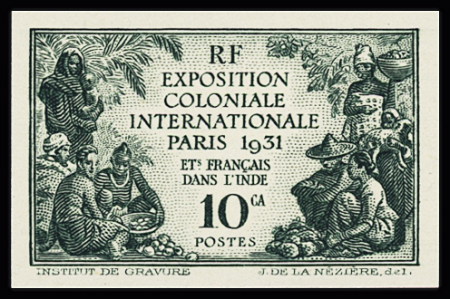 RF
EXPOSITION
COLONIALE
INTERNATIONALE
PARIS 1931
ETS FRANÇAIS
DANS L'INDE
10 CA
POSTES
INSTITUT DE GRAVURE
J. DE LA NÉZIÈRE, del.